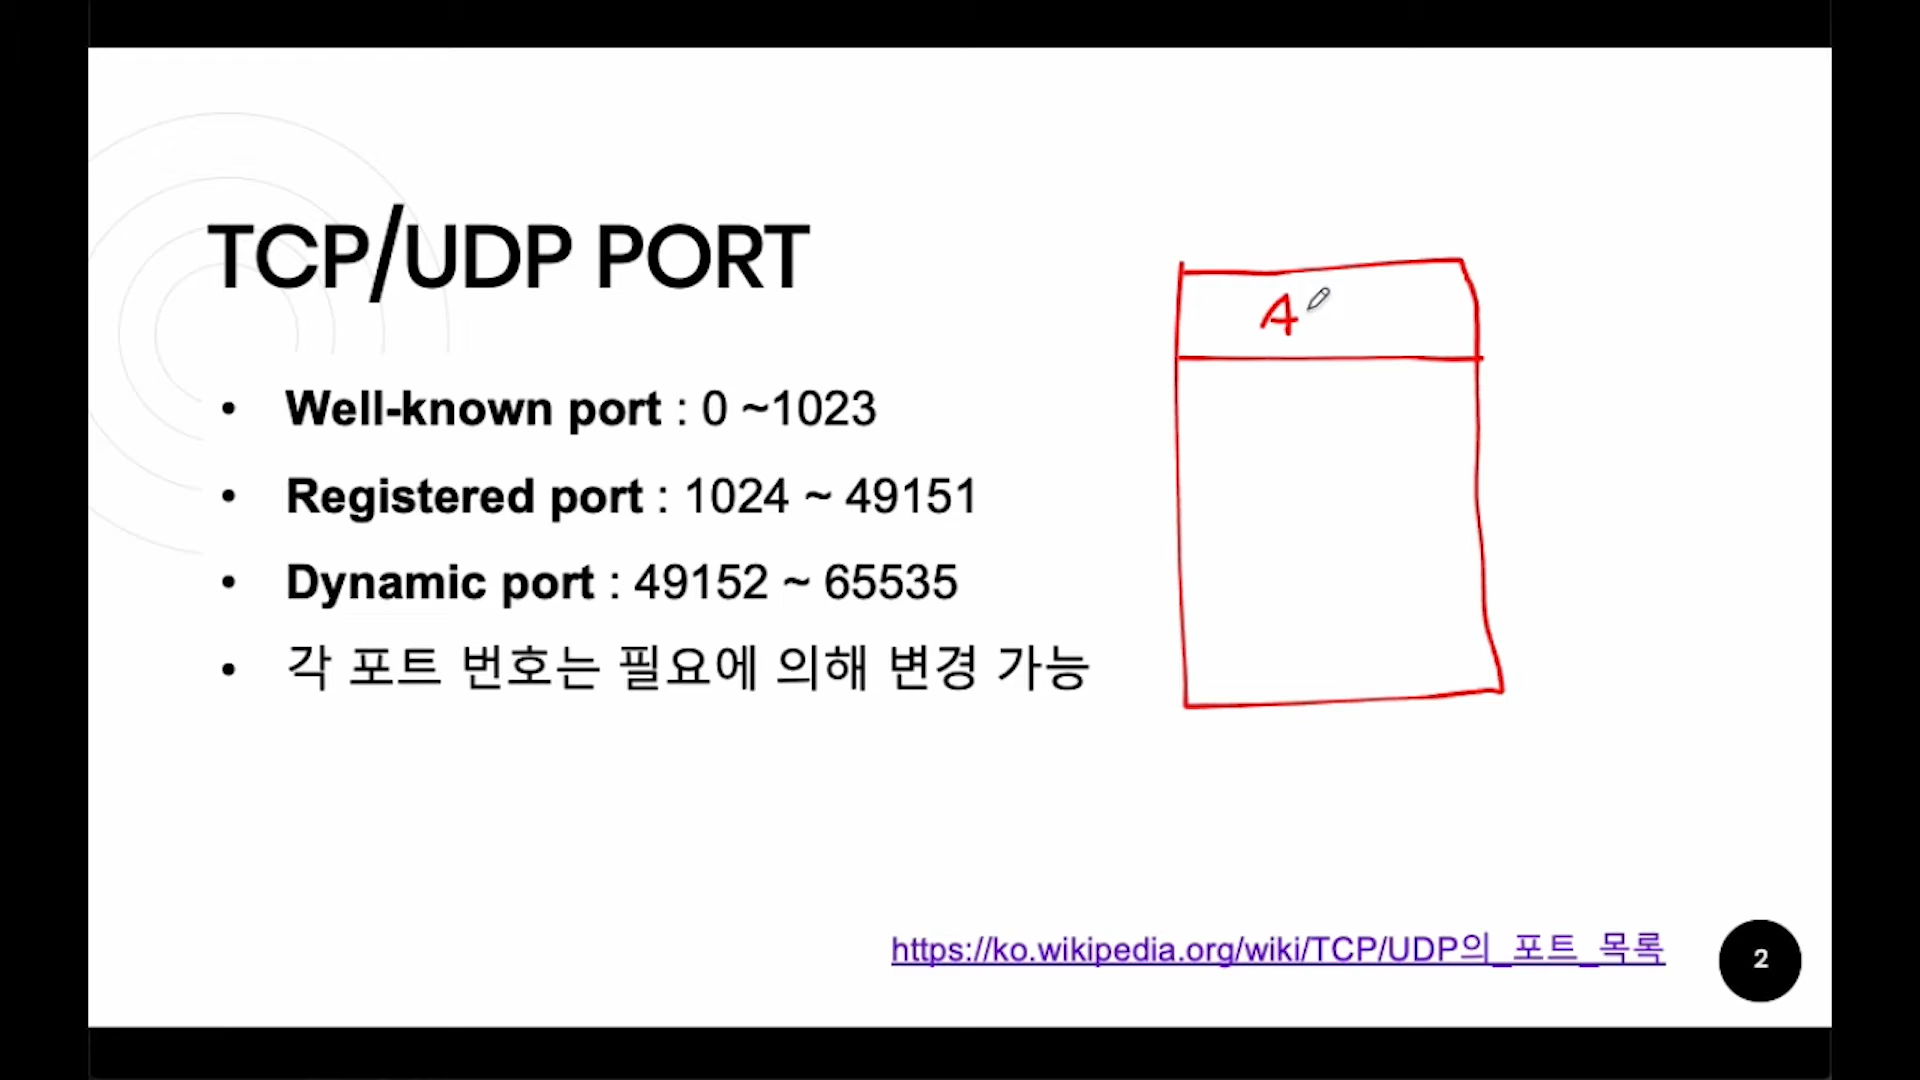 TCP/UDP PORT
• Well-known port : 0 ~1023
• Registered port : 1024 ~ 49151
• Dynamic port : 49152 ~ 65535
• 각 포트 번호는 필요에 의해 변경 가능
A
https://ko.wikipedia.org/wiki/TCP/UDP의_포트_목록
2